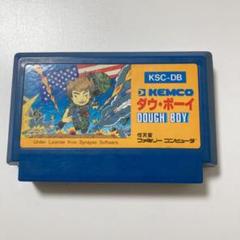 KSC-DB
KEMCO
ダウ・ボーイ
DOUGH BOY
任天堂
ファミリー コンピュータ
Under License from Synapse Software